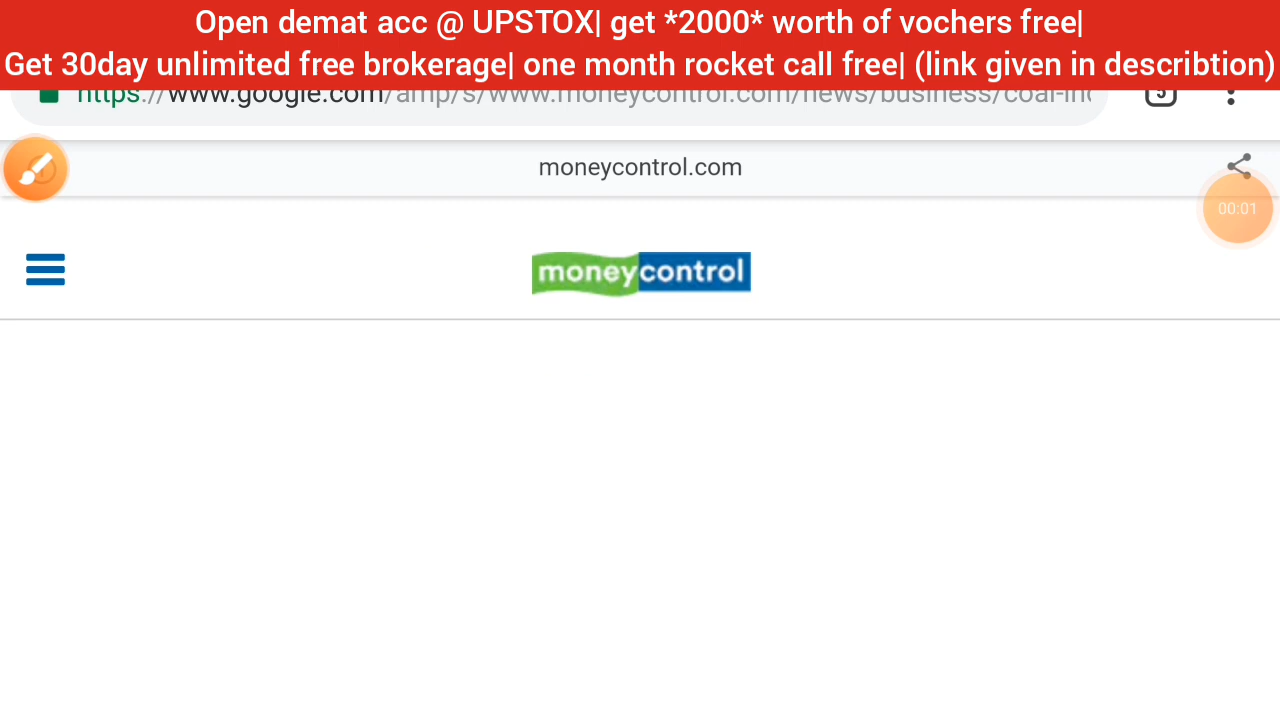 Open demat acc @ UPSTOX| get *2000* worth of vochers free|
Get 30day unlimited free brokerage| one month rocket call free| (link given in describtion)
https://www.google.com/amp/s/www.moneycontrol.com/news/business/coal-ind
5
moneycontrol.com
00:01
moneycontrol